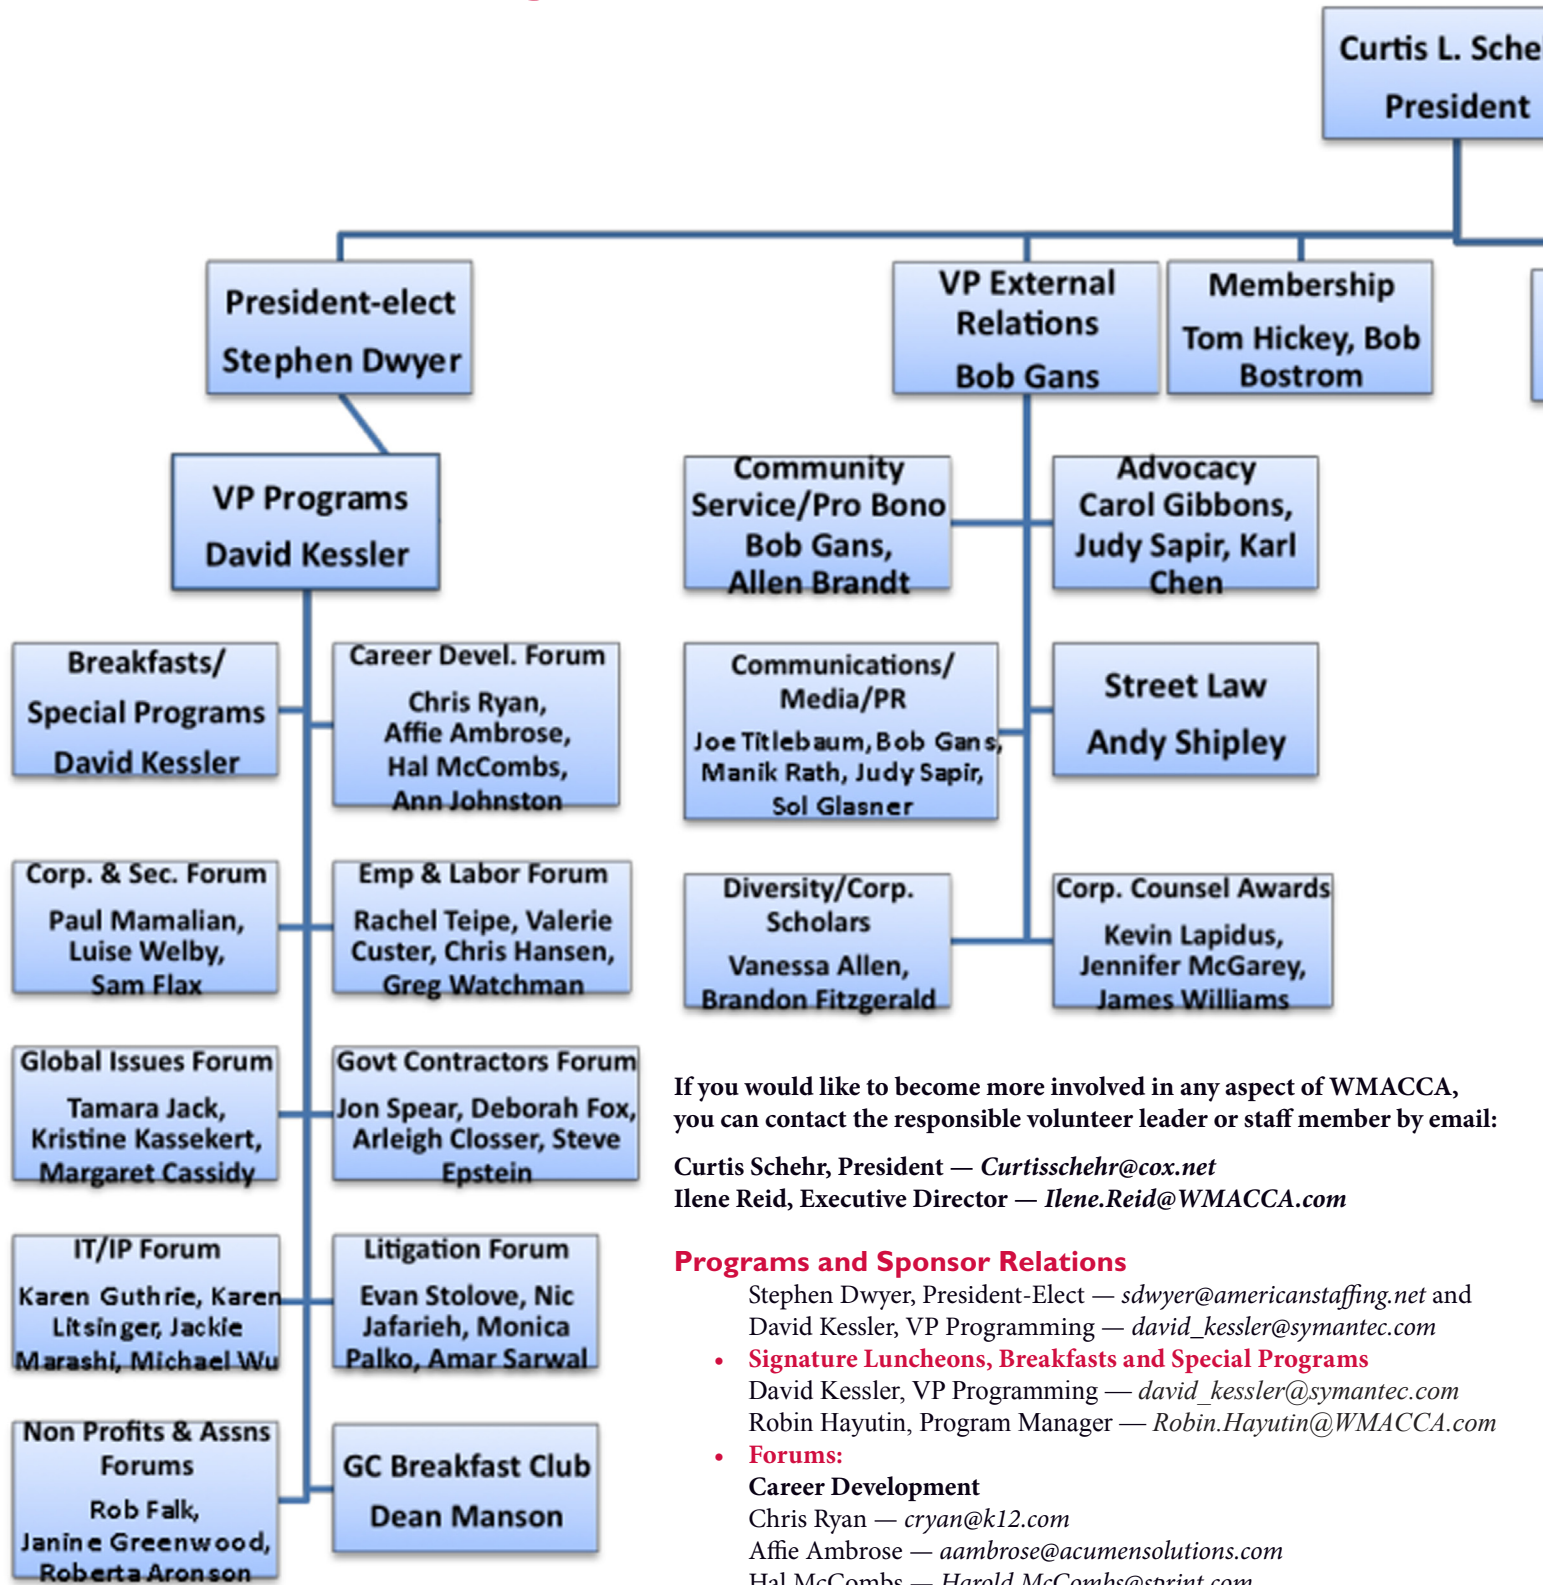 Curtis L. Sche
President
President-elect
Stephen Dwyer
VP External
Relations
Bob Gans
Membership
Tom Hickey, Bob
Bostrom
VP Programs
David Kessler
Community
Service/Pro Bono
Bob Gans,
Allen Brandt
Advocacy
Carol Gibbons,
Judy Sapir, Karl
Chen
Breakfasts/
Special Programs
David Kessler
Career Devel. Forum
Chris Ryan,
Affie Ambrose,
Hal McCombs,
Ann Johnston
Communications/
Media/PR
Joe Titlebaum, Bob Gans,
Manik Rath, Judy Sapir,
Sol Glasner
Street Law
Andy Shipley
Corp. & Sec. Forum
Paul Mamalian,
Luise Welby,
Sam Flax
Emp & Labor Forum
Rachel Teipe, Valerie
Custer, Chris Hansen,
Greg Watchman
Diversity/Corp.
Scholars
Vanessa Allen,
Brandon Fitzgerald
Corp. Counsel Awards
Kevin Lapidus,
Jennifer McGarey,
James Williams
Global Issues Forum
Tamara Jack,
Kristine Kassekert,
Margaret Cassidy
Govt Contractors Forum
Jon Spear, Deborah Fox,
Arleigh Closser, Steve
Epstein
IT/IP Forum
Karen Guthrie, Karen
Litsinger, Jackie
Marashi, Michael Wu
Litigation Forum
Evan Stolove, Nic
Jafarieh, Monica
Palko, Amar Sarwal
Non Profits & Assns
Forums
Rob Falk,
Janine Greenwood,
Roberta Aronson
GC Breakfast Club
Dean Manson
If you would like to become more involved in any aspect of WMACCA,
you can contact the responsible volunteer leader or staff member by email:
Curtis Schehr, President — Curtisschehr@cox.net
Ilene Reid, Executive Director — Ilene.Reid@WMACCA.com
Programs and Sponsor Relations
Stephen Dwyer, President-Elect — sdwyer@americanstaffing.net and
David Kessler, VP Programming — david_kessler@symantec.com
• Signature Luncheons, Breakfasts and Special Programs
David Kessler, VP Programming — david_kessler@symantec.com
Robin Hayutin, Program Manager — Robin.Hayutin@WMACCA.com
• Forums:
Career Development
Chris Ryan — cryan@k12.com
Affie Ambrose — aambrose@acumensolutions.com
Hal McCombs — Harold.McCombs@sprint.com